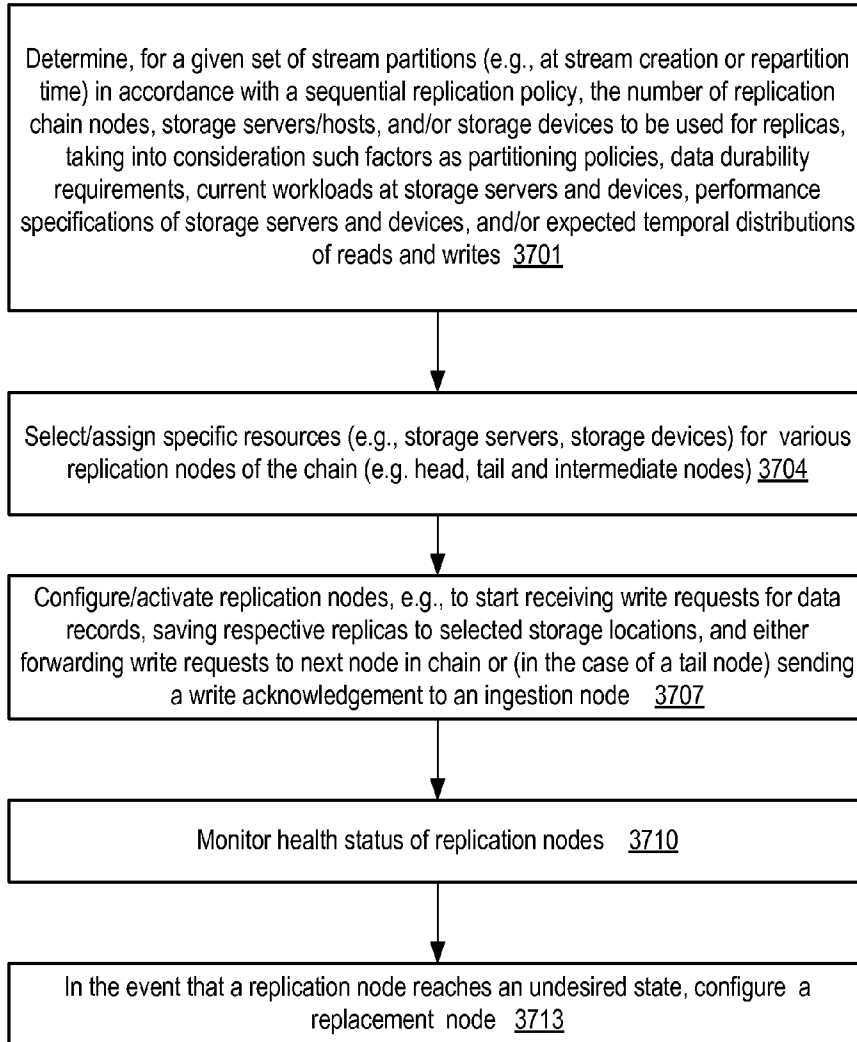 Determine, for a given set of stream partitions (e.g., at stream creation or repartition
time) in accordance with a sequential replication policy, the number of replication
chain nodes, storage servers/hosts, and/or storage devices to be used for replicas,
taking into consideration such factors as partitioning policies, data durability
requirements, current workloads at storage servers and devices, performance
specifications of storage servers and devices, and/or expected temporal distributions
of reads and writes 3701
Select/assign specific resources (e.g., storage servers, storage devices) for various
replication nodes of the chain (e.g. head, tail and intermediate nodes) 3704
Configure/activate replication nodes, e.g., to start receiving write requests for data
records, saving respective replicas to selected storage locations, and either
forwarding write requests to next node in chain or (in the case of a tail node) sending
a write acknowledgement to an ingestion node 3707
Monitor health status of replication nodes 3710
In the event that a replication node reaches an undesired state, configure a
replacement node 3713